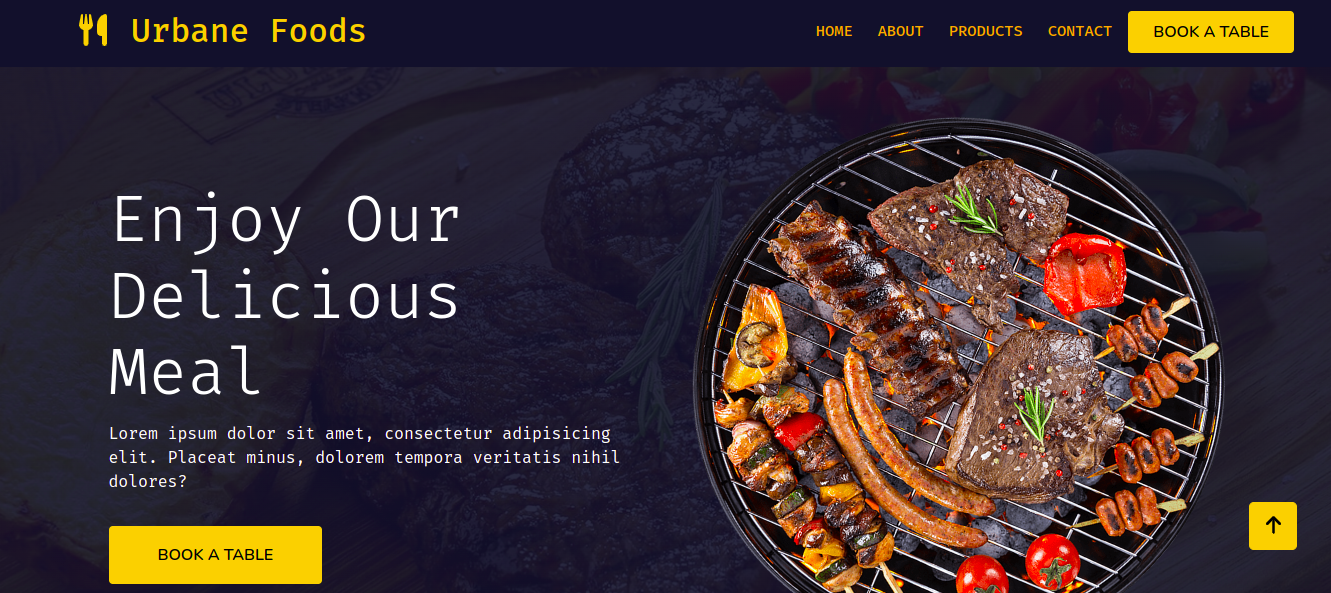 Urbane Foods
HOME ABOUT PRODUCTS CONTACT BOOK A TABLE
Enjoy Our
Delicious
Meal
Lorem ipsum dolor sit amet, consectetur adipisicing
elit. Placeat minus, dolorem tempora veritatis nihil
dolores?
BOOK A TABLE